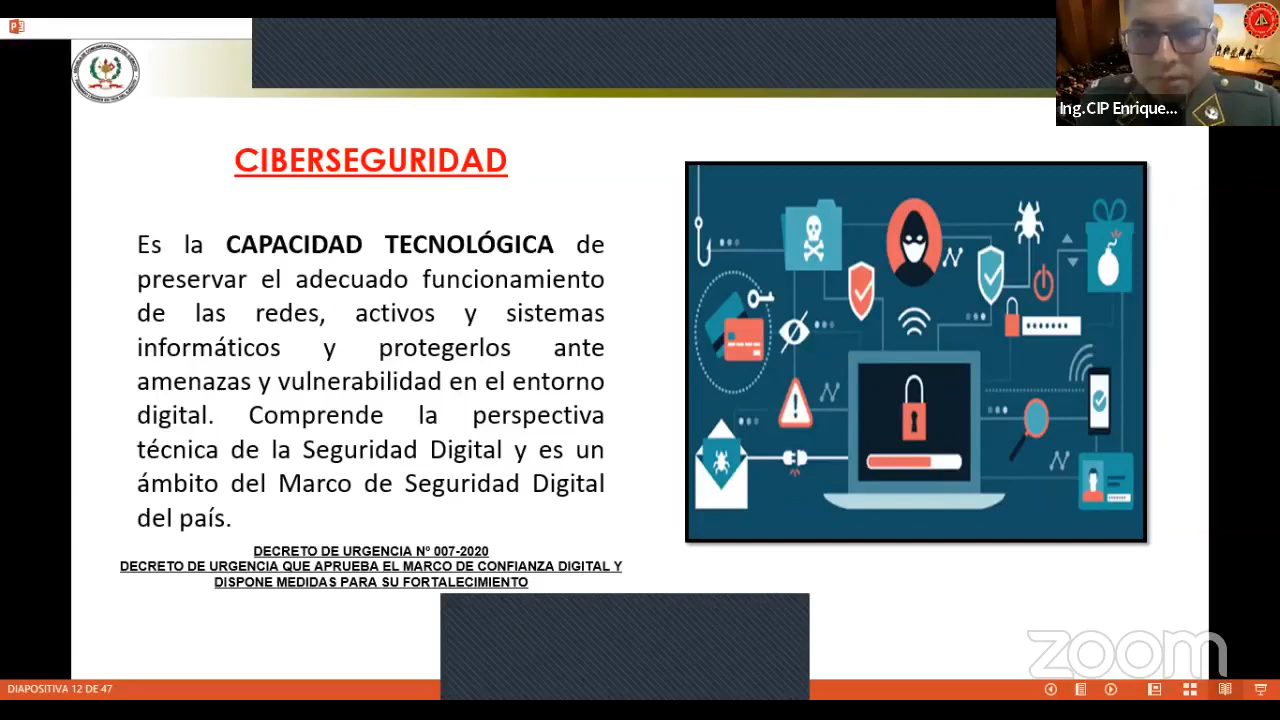 Ing.CIP Enrique...
CIBERSEGURIDAD
Es la CAPACIDAD TECNOLÓGICA de
preservar el adecuado funcionamiento
de las redes, activos y sistemas
informáticos y protegerlos ante
amenazas y vulnerabilidad en el entorno
digital. Comprende la perspectiva
técnica de la Seguridad Digital y es un
ámbito del Marco de Seguridad Digital
del país.
DECRETO DE URGENCIA Nº 007-2020
DECRETO DE URGENCIA QUE APRUEBA EL MARCO DE CONFIANZA DIGITAL Y
DISPONE MEDIDAS PARA SU FORTALECIMIENTO
zoom
DIAPOSITIVA 12 DE 47